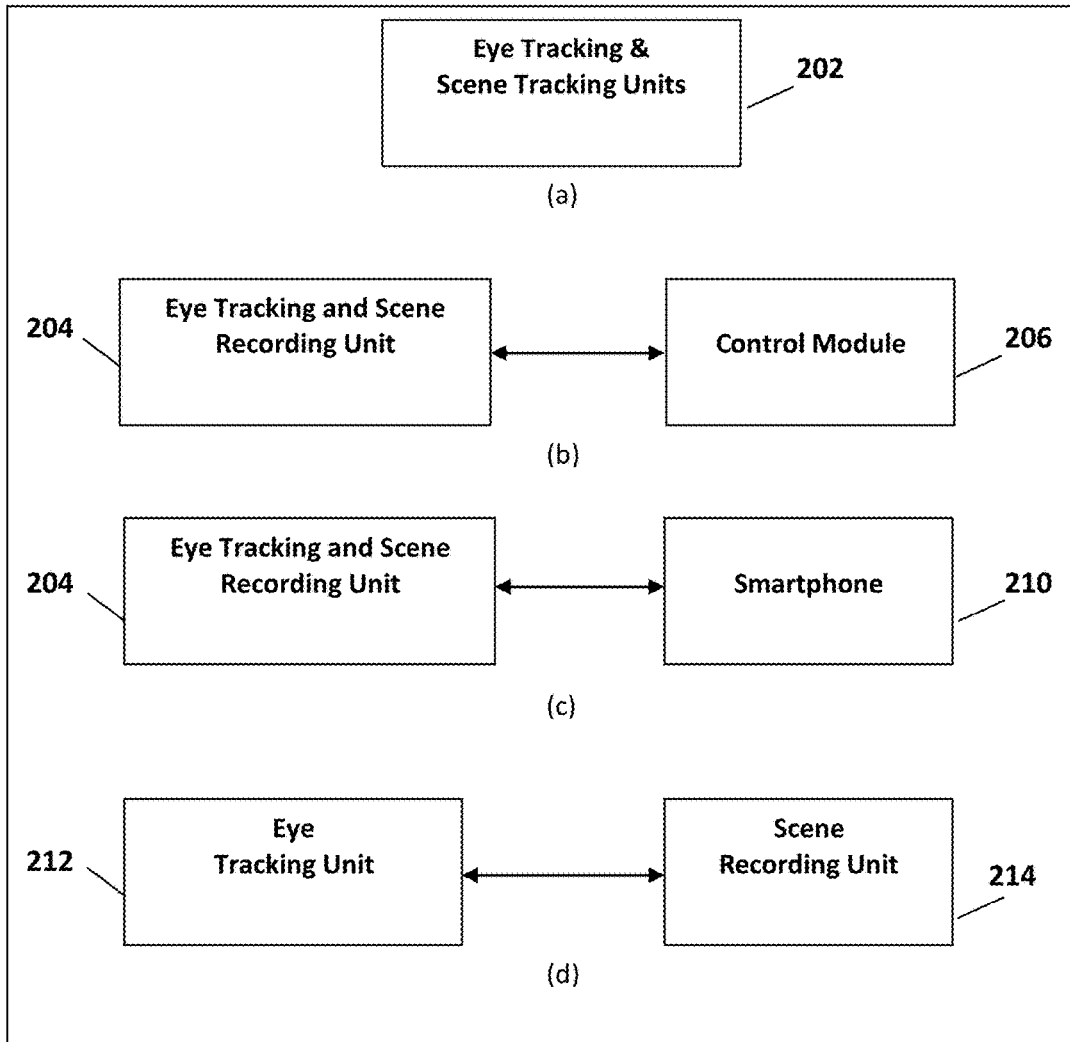 Eye Tracking &
Scene Tracking Units
202
(a)
204
Eye Tracking and Scene
Recording Unit
Control Module
206
(b)
204
Eye Tracking and Scene
Recording Unit
Smartphone
210
(c)
212
Eye
Tracking Unit
Scene
Recording Unit
214
(d)